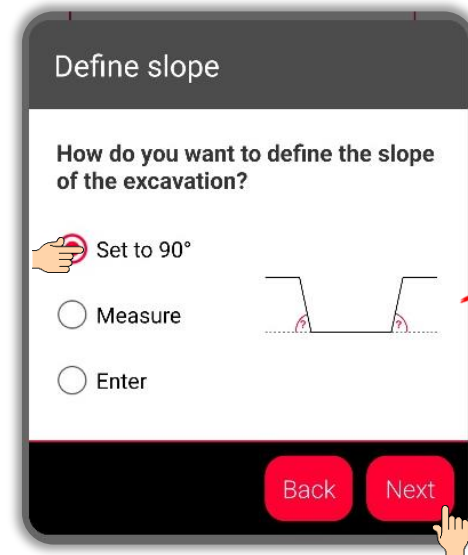 Define slope
How do you want to define the slope
of the excavation?
Set to 90°
Measure
? ?
Enter
Back Next